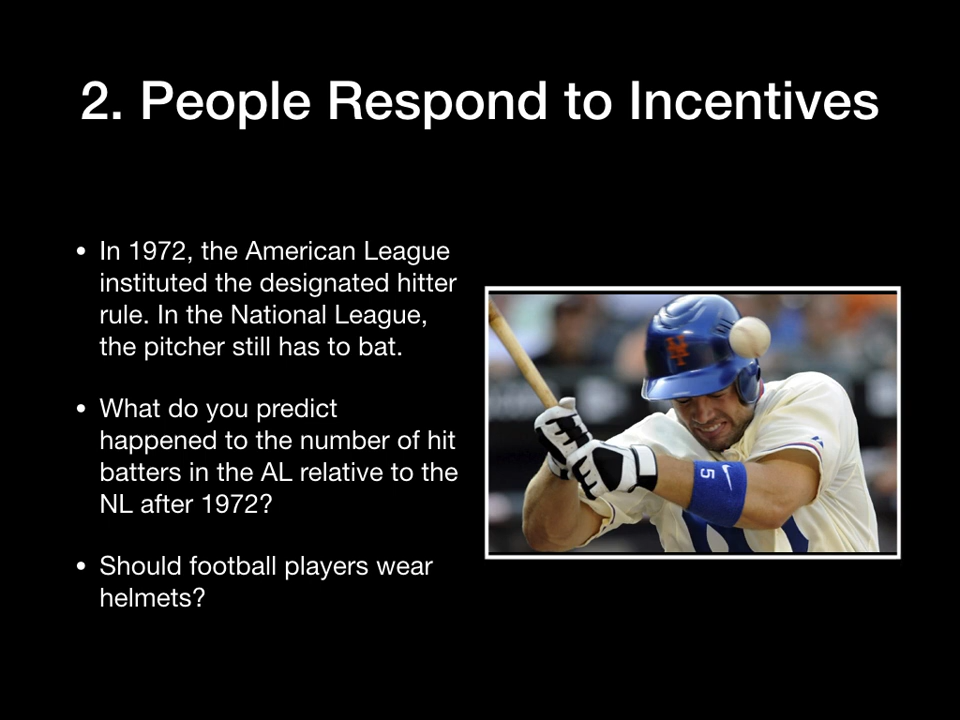 2. People Respond to Incentives
• In 1972, the American League
instituted the designated hitter
rule. In the National League,
the pitcher still has to bat.
• What do you predict
happened to the number of hit
batters in the AL relative to the
NL after 1972?
• Should football players wear
helmets?
5